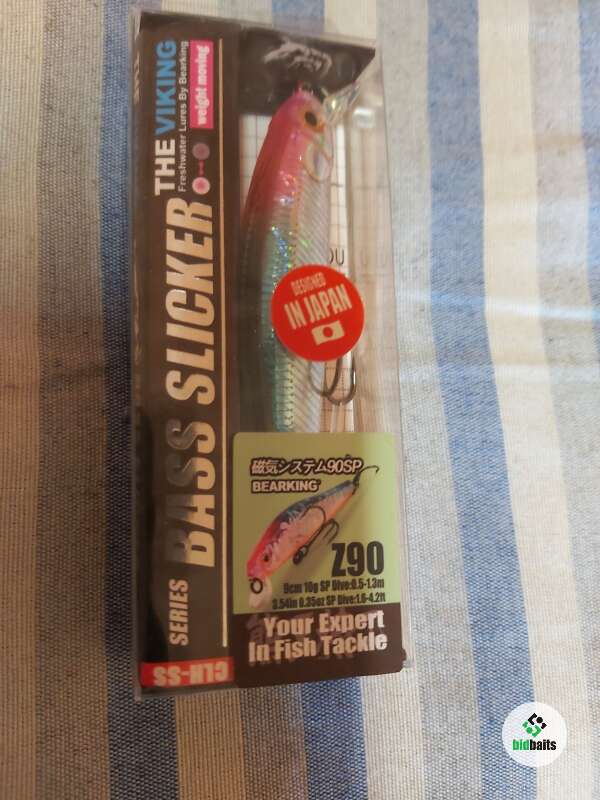 THE VIKING
Freshwater Lures By Bearking
weight moving
SERIES BASS SLICKER
DESIGNED
IN JAPAN
磁気システム90SP
BEARKING
Z90
9cm 10g SP Dive:0.5-1.3m
3.54in 0.35oz SP Dive:1.6-4.2ft
Your Expert
In Fish Tackle
CLH-SS
bidbaits